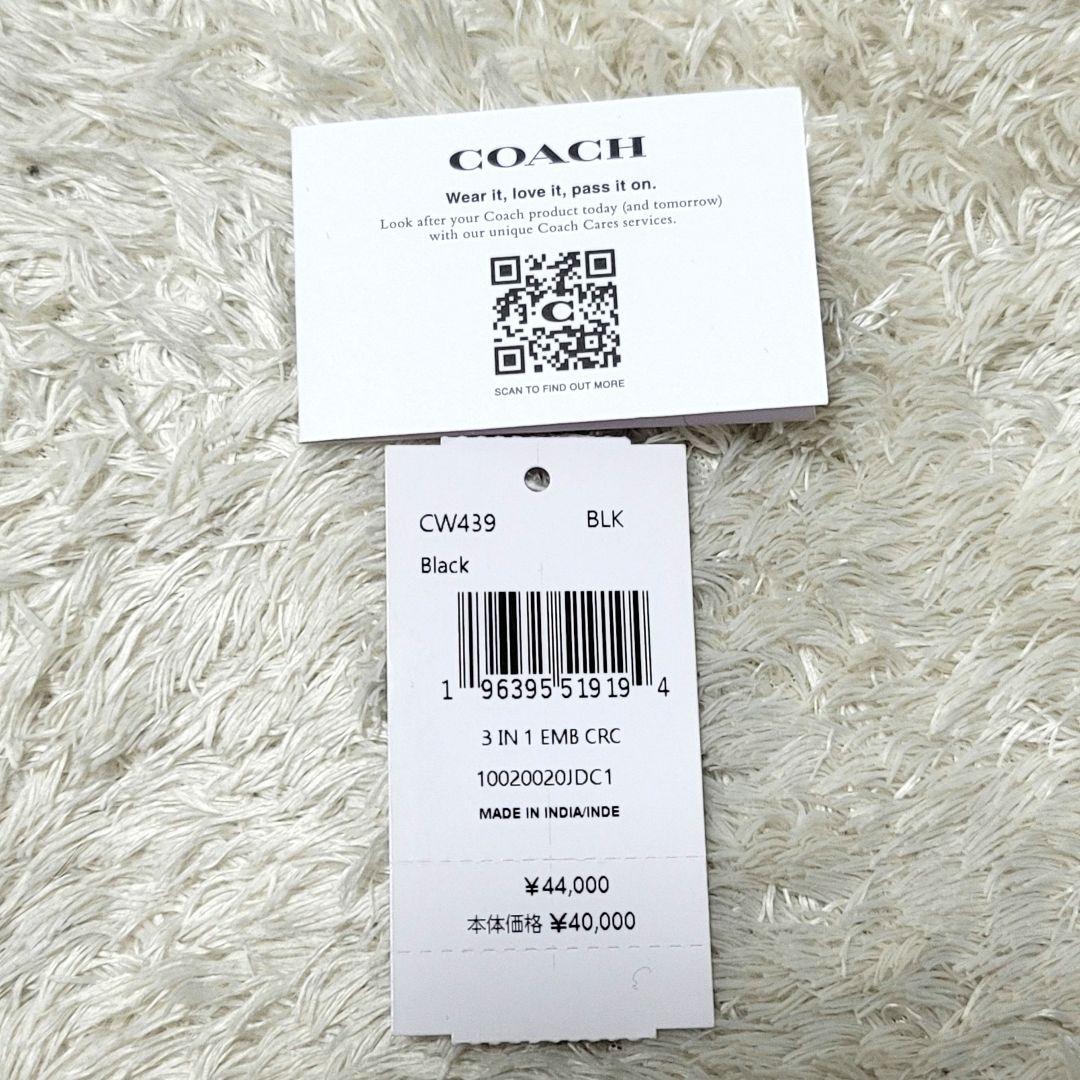 COACH
Wear it, love it, pass it on.
Look after your Coach product today (and tomorrow)
with our unique Coach Cares services.
C
SCAN TO FIND OUT MORE
CW439 BLK
Black
1 96395 51919 4
3 IN 1 EMB CRC
10020020JDC1
MADE IN INDIA/INDE
¥44,000
本体価格 ¥40,000